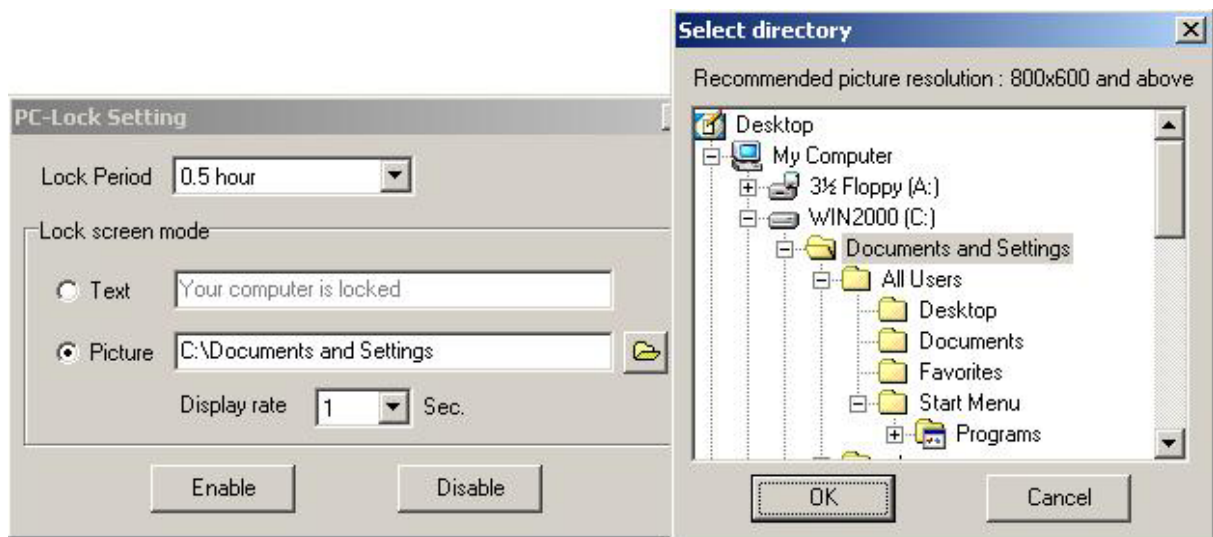 PC-Lock Setting
Lock Period 0.5 hour
Lock screen mode
Text Your computer is locked
Picture C:\Documents and Settings
Display rate 1 Sec.
Enable Disable
Select directory
Recommended picture resolution : 800x600 and above
Desktop
My Computer
3½ Floppy (A:)
WIN2000 (C:)
Documents and Settings
All Users
Desktop
Documents
Favorites
Start Menu
Programs
OK Cancel